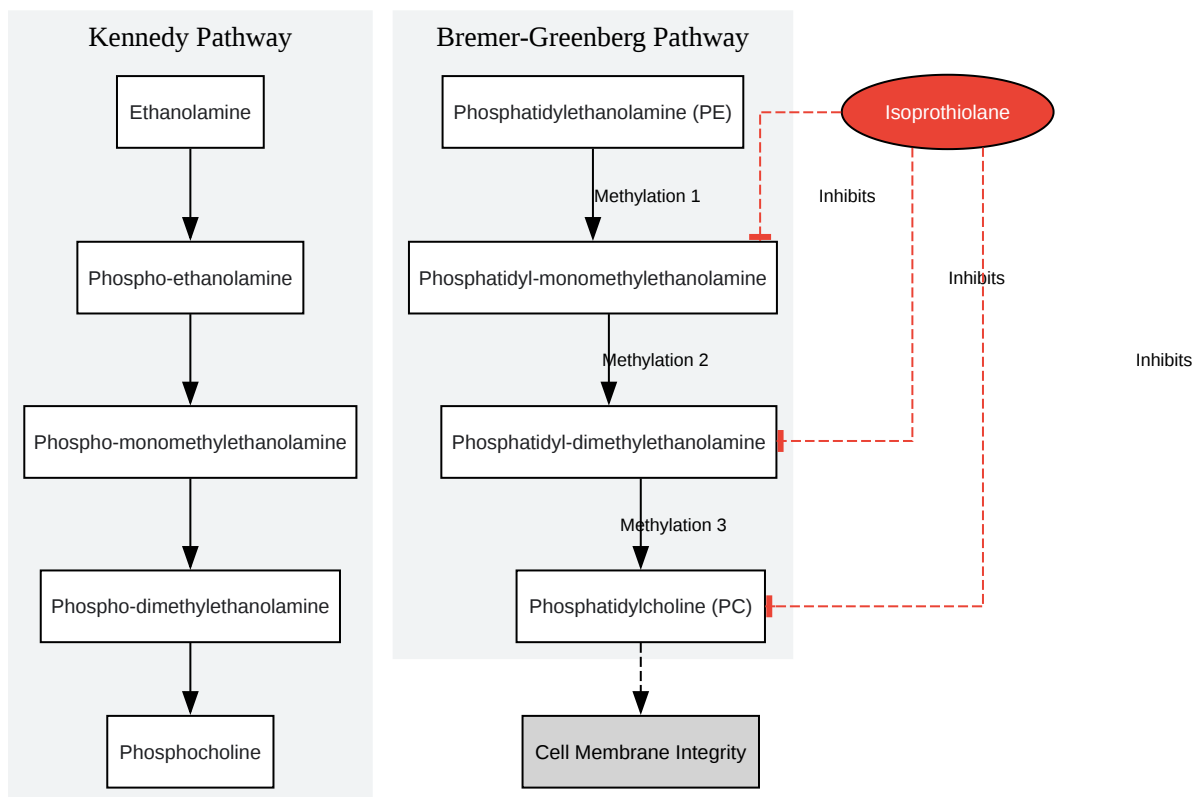 Kennedy Pathway
Ethanolamine
Phospho-ethanolamine
Phospho-monomethylethanolamine
Phospho-dimethylethanolamine
Phosphocholine
Bremer-Greenberg Pathway
Phosphatidylethanolamine (PE)
Methylation 1
Phosphatidyl-monomethylethanolamine
Methylation 2
Phosphatidyl-dimethylethanolamine
Methylation 3
Phosphatidylcholine (PC)
Cell Membrane Integrity
Isoprothiolane
Inhibits
Inhibits
Inhibits